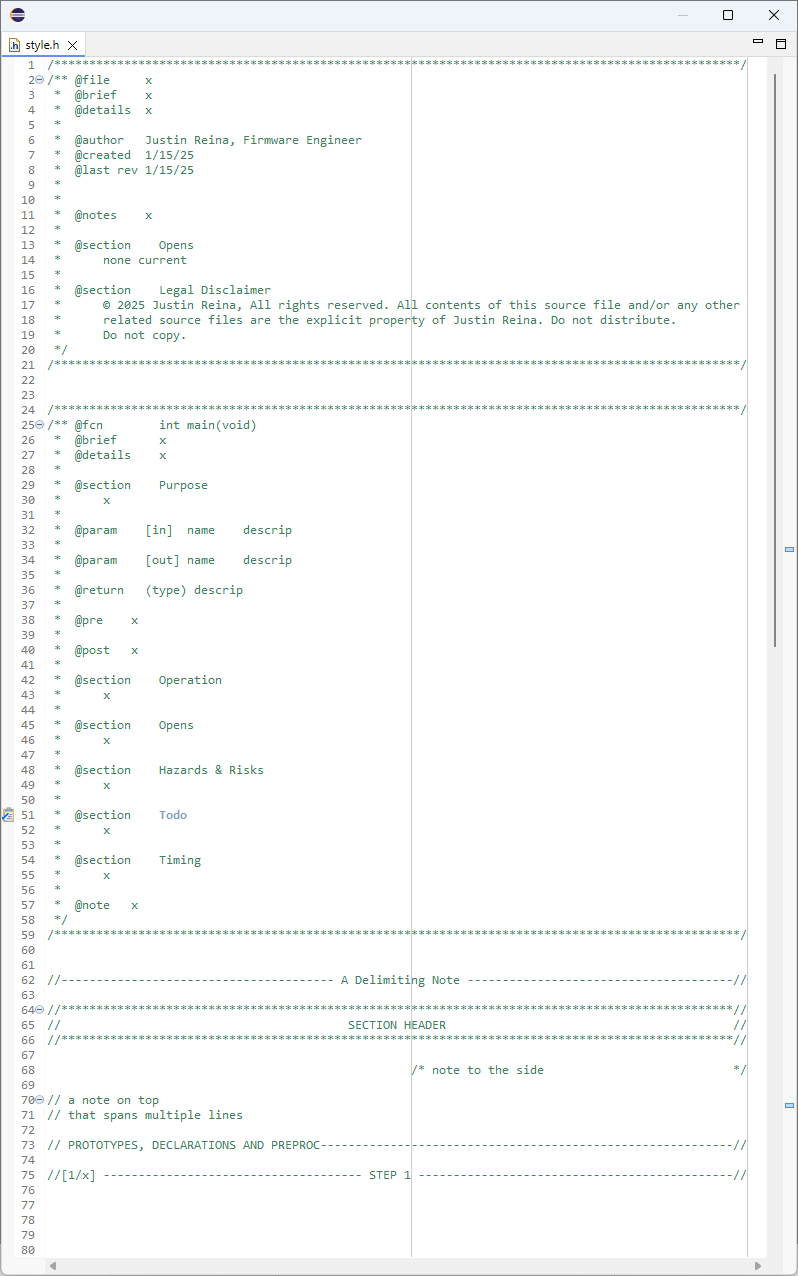 style.h
1 /**************************************************************************************************/
2 /** @file     x
3  *  @brief    x
4  *  @details  x
5  *
6  *  @author   Justin Reina, Firmware Engineer
7  *  @created  1/15/25
8  *  @last rev 1/15/25
9  *
10  *
11  *  @notes    x
12  *
13  *  @section    Opens
14  *      none current
15  *
16  *  @section    Legal Disclaimer
17  *      © 2025 Justin Reina, All rights reserved. All contents of this source file and/or any other
18  *      related source files are the explicit property of Justin Reina. Do not distribute.
19  *      Do not copy.
20  */
21 /**************************************************************************************************/
22
23
24 /**************************************************************************************************/
25 /** @fcn        int main(void)
26  *  @brief      x
27  *  @details    x
28  *
29  *  @section    Purpose
30  *      x
31  *
32  *  @param    [in]  name    descrip
33  *
34  *  @param    [out] name    descrip
35  *
36  *  @return   (type) descrip
37  *
38  *  @pre    x
39  *
40  *  @post   x
41  *
42  *  @section    Operation
43  *      x
44  *
45  *  @section    Opens
46  *      x
47  *
48  *  @section    Hazards & Risks
49  *      x
50  *
51  *  @section    Todo
52  *      x
53  *
54  *  @section    Timing
55  *      x
56  *
57  *  @note   x
58  */
59 /**************************************************************************************************/
60
61
62 //--------------------------------------- A Delimiting Note --------------------------------------//
63
64 //************************************************************************************************//
65 //                                         SECTION HEADER                                         //
66 //************************************************************************************************//
67
68                                                     /* note to the side                           */
69
70 // a note on top
71 // that spans multiple lines
72
73 // PROTOTYPES, DECLARATIONS AND PREPROC-----------------------------------------------------------//
74
75 //[1/x] ------------------------------------- STEP 1 ---------------------------------------------//
76
77
78
79
80